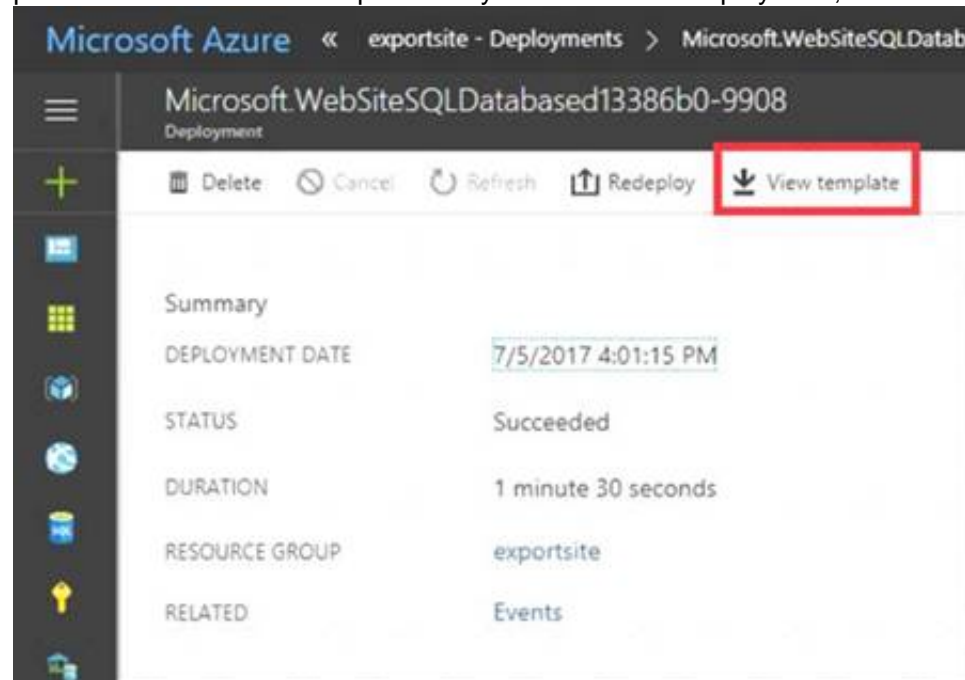 Microsoft Azure « exportsite - Deployments > Microsoft.WebSiteSQLDatab
Microsoft.WebSiteSQLDatabased13386b0-9908
Deployment
Delete Cancel Refresh Redeploy View template
Summary
DEPLOYMENT DATE 7/5/2017 4:01:15 PM
STATUS Succeeded
DURATION 1 minute 30 seconds
RESOURCE GROUP exportsite
RELATED Events